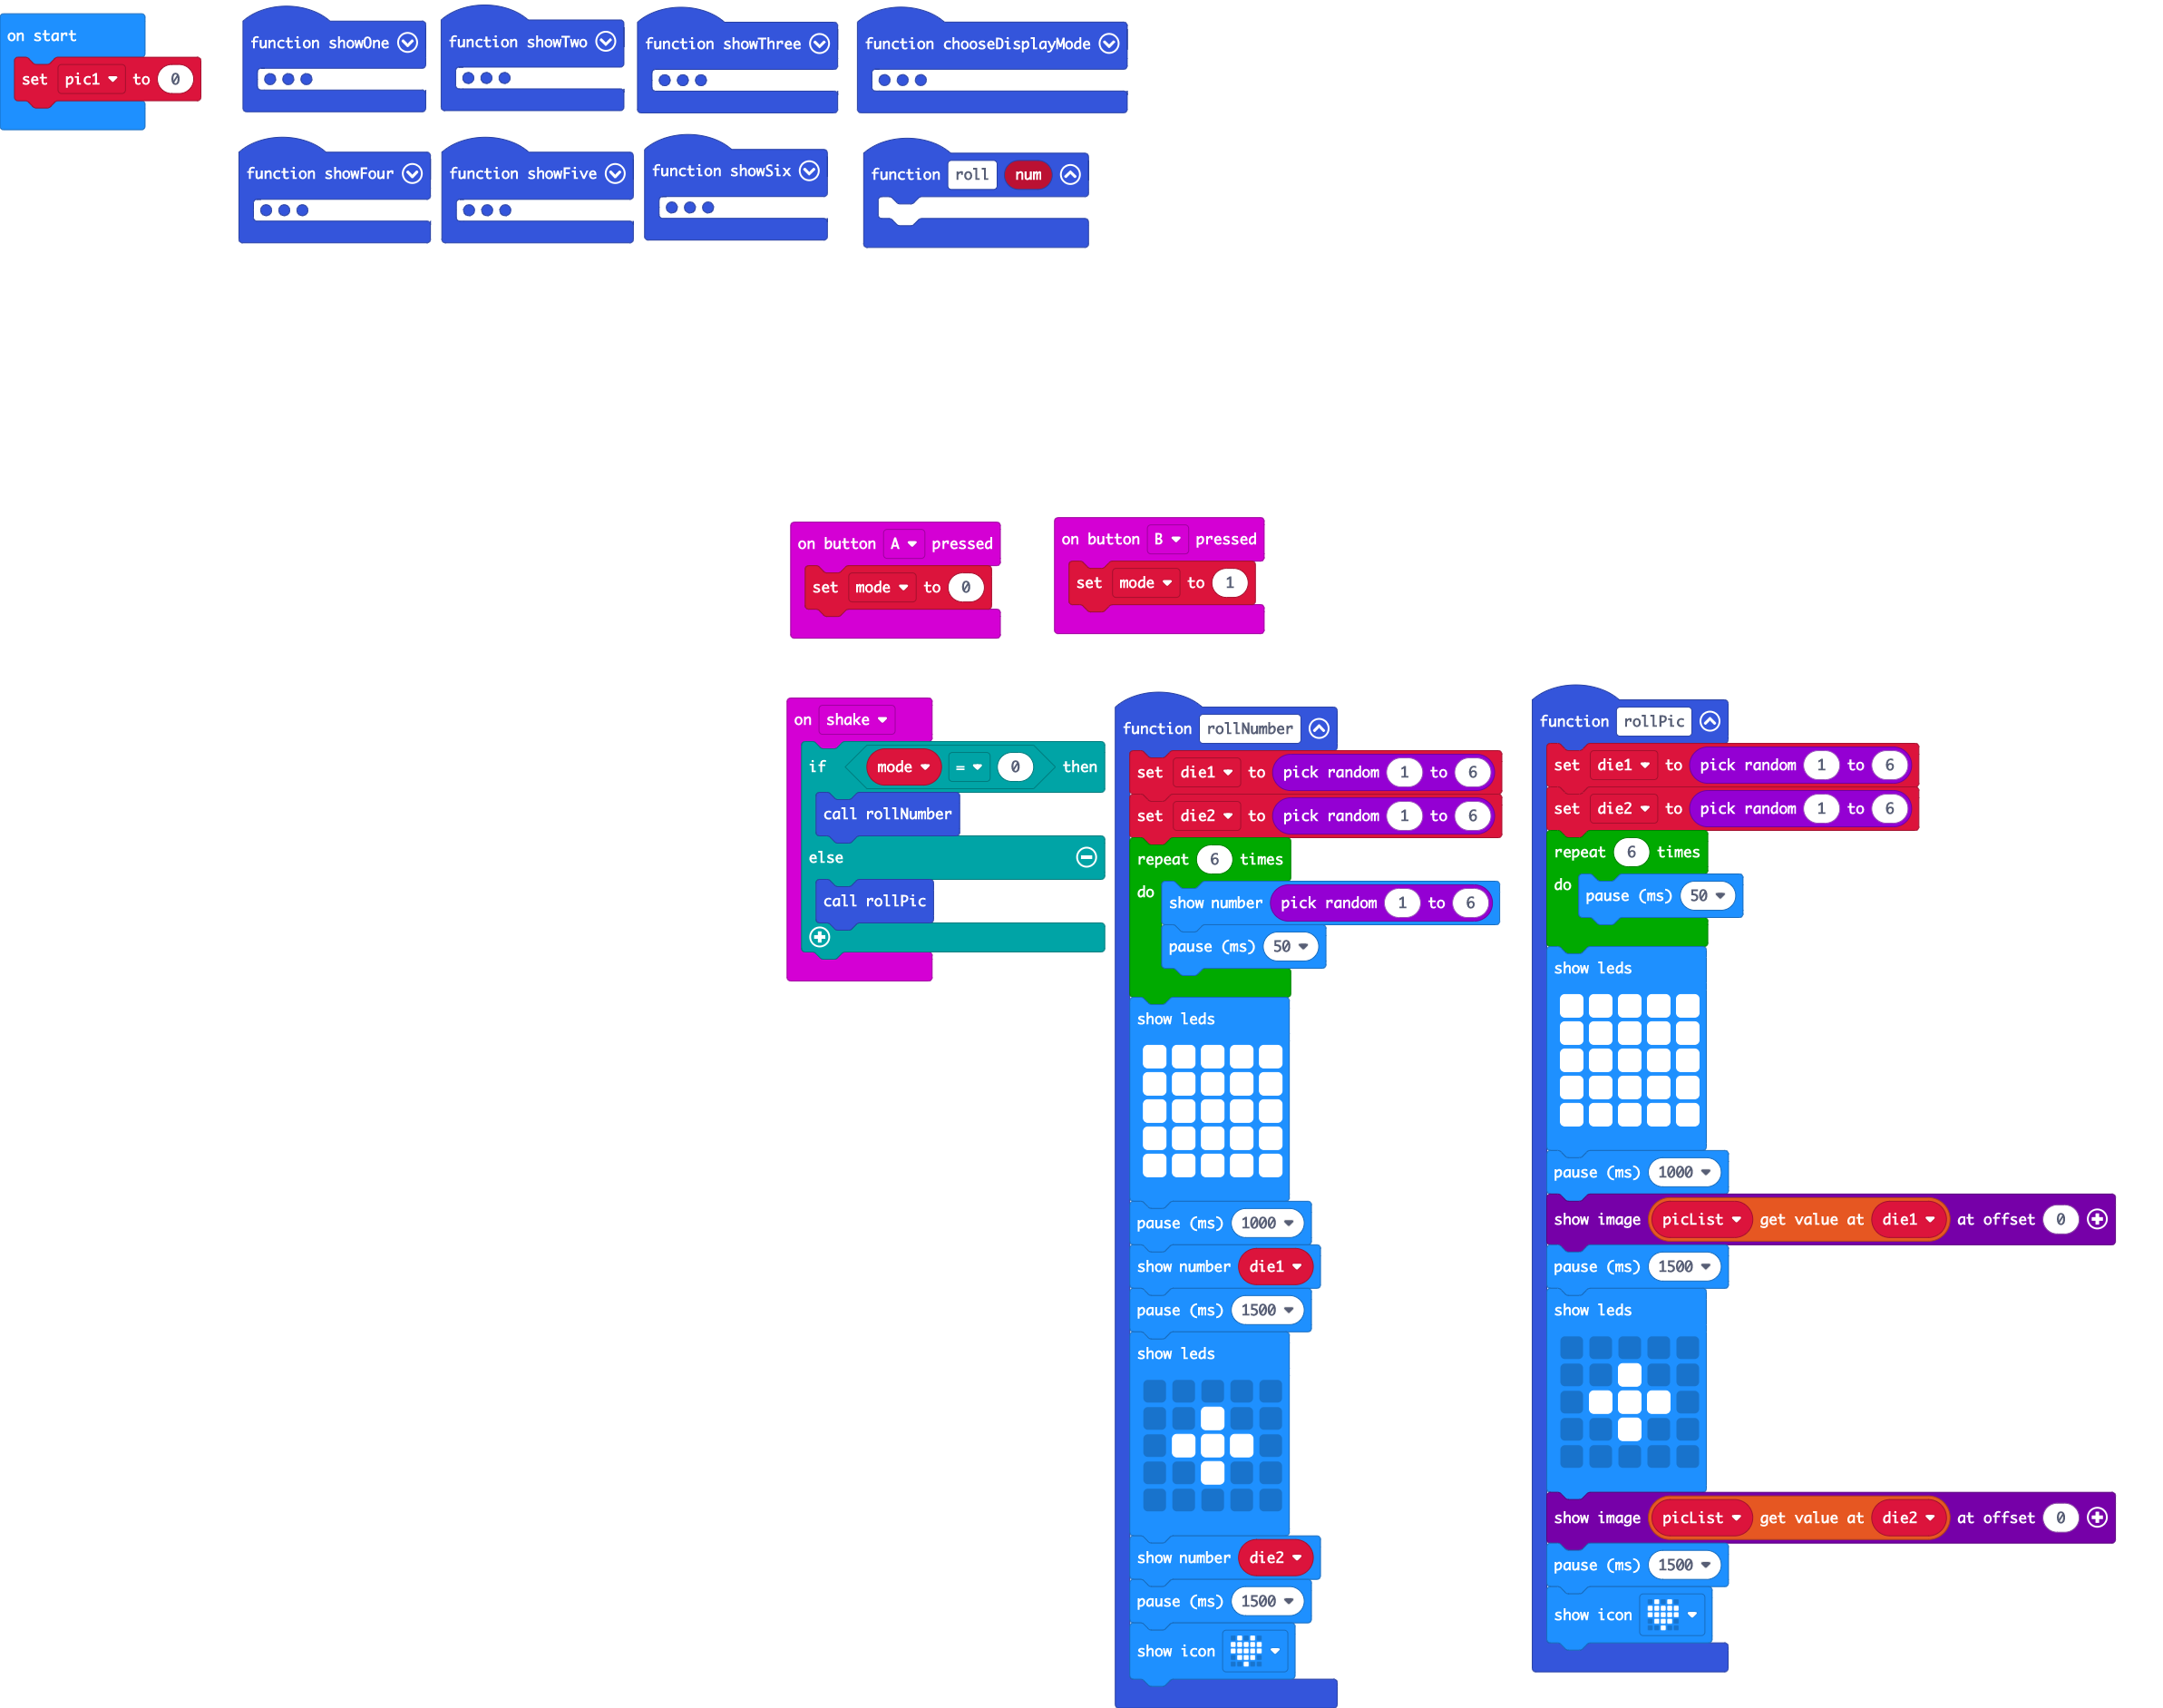 on start
set pic1 to 0
function showOne
function showTwo
function showThree
function chooseDisplayMode
function showFour
function showFive
function showSix
function roll num
on button A pressed
set mode to 0
on button B pressed
set mode to 1
on shake
if mode = 0 then
call rollNumber
else
call rollPic
function rollNumber
set die1 to pick random 1 to 6
set die2 to pick random 1 to 6
repeat 6 times
do
show number pick random 1 to 6
pause (ms) 50
show leds
pause (ms) 1000
show number die1
pause (ms) 1500
show leds
show number die2
pause (ms) 1500
show icon
function rollPic
set die1 to pick random 1 to 6
set die2 to pick random 1 to 6
repeat 6 times
do pause (ms) 50
show leds
pause (ms) 1000
show image picList get value at die1 at offset 0
pause (ms) 1500
show leds
show image picList get value at die2 at offset 0
pause (ms) 1500
show icon